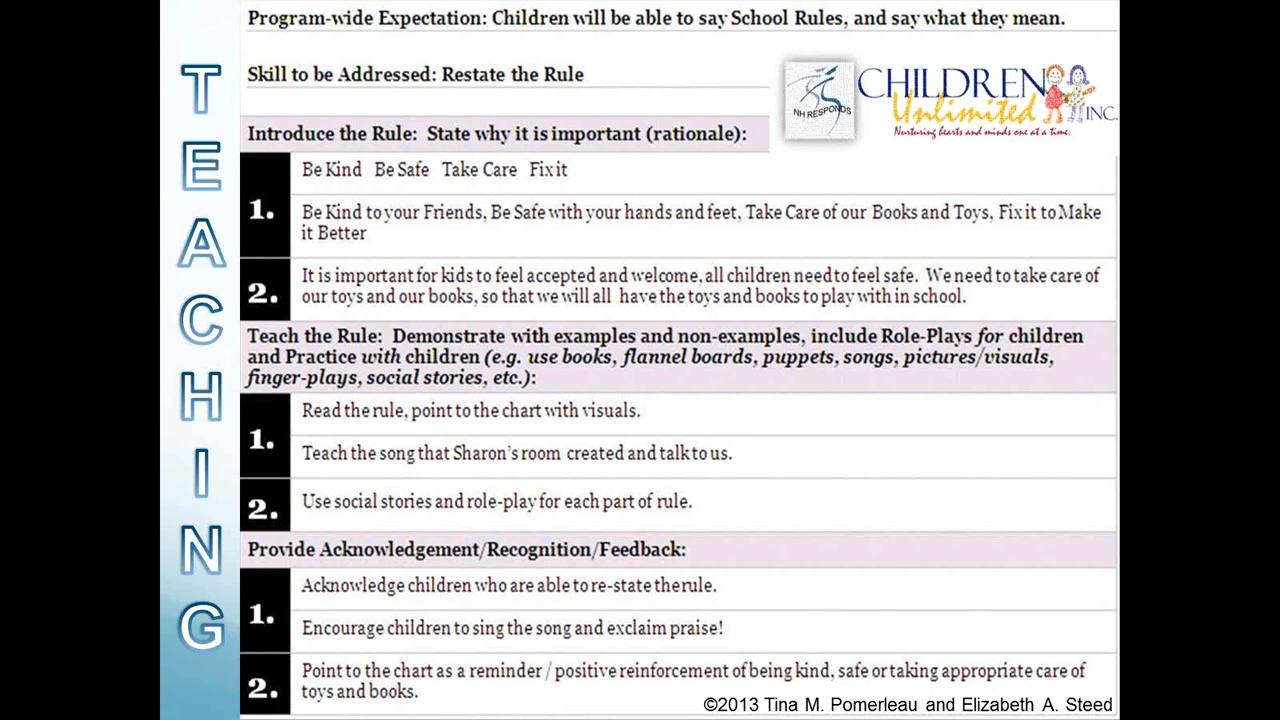 TEACHING
Program-wide Expectation: Children will be able to say School Rules, and say what they mean.
Skill to be Addressed: Restate the Rule
NH RESPONDS
CHILDREN
Unlimited
INC.
Nurturing hearts and minds one at a time.
Introduce the Rule: State why it is important (rationale):
1.
Be Kind Be Safe Take Care Fix it
Be Kind to your Friends, Be Safe with your hands and feet, Take Care of our Books and Toys, Fix it to Make
it Better
2.
It is important for kids to feel accepted and welcome, all children need to feel safe. We need to take care of
our toys and our books, so that we will all have the toys and books to play with in school.
Teach the Rule: Demonstrate with examples and non-examples, include Role-Plays for children
and Practice with children (e.g. use books, flannel boards, puppets, songs, pictures/visuals,
finger-plays, social stories, etc.):
1.
Read the rule, point to the chart with visuals.
Teach the song that Sharon's room created and talk to us.
2.
Use social stories and role-play for each part of rule.
Provide Acknowledgement/Recognition/Feedback:
1.
Acknowledge children who are able to re-state the rule.
Encourage children to sing the song and exclaim praise!
2.
Point to the chart as a reminder / positive reinforcement of being kind, safe or taking appropriate care of
toys and books.
©2013 Tina M. Pomerleau and Elizabeth A. Steed